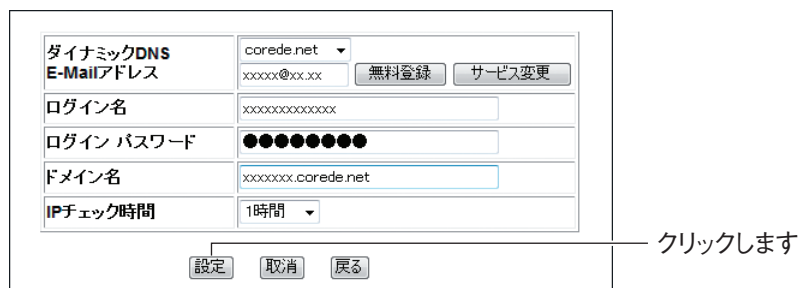 ダイナミックDNS
E-Mailアドレス
corede.net
xxxxx@xx.xx 無料登録 サービス変更
ログイン名 xxxxxxxxxxxxx
ログイン パスワード ●●●●●●●●
ドメイン名 xxxxxxx.corede.net
IPチェック時間 1時間
設定 取消 戻る
クリックします